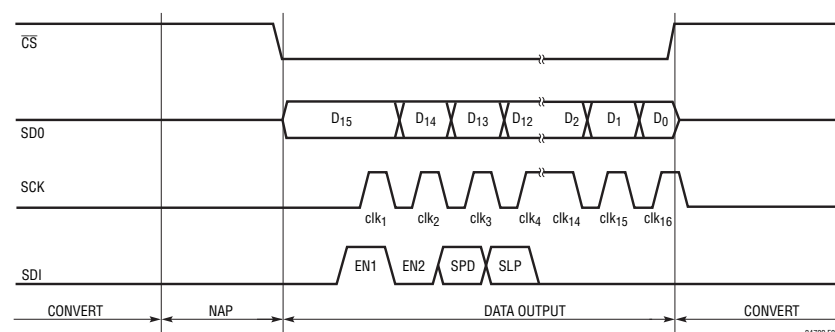 CS
SD0
D15 D14 D13 D12 D2 D1 D0
SCK
clk1 clk2 clk3 clk4 clk14 clk15 clk16
SDI
EN1 EN2 SPD SLP
CONVERT NAP DATA OUTPUT CONVERT